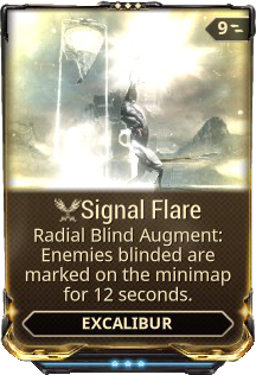 9
Signal Flare
Radial Blind Augment:
Enemies blinded are
marked on the minimap
for 12 seconds.
EXCALIBUR